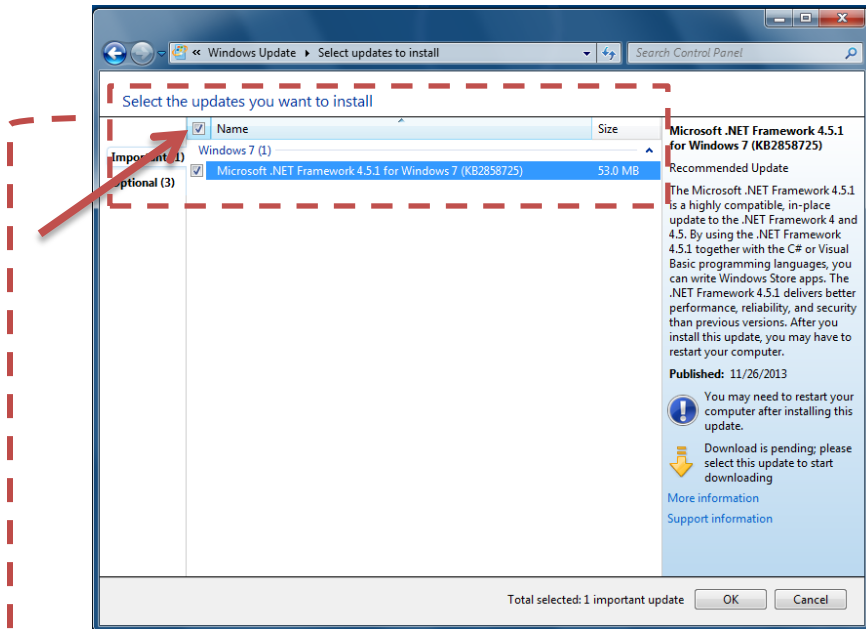 « Windows Update ▸ Select updates to install
Search Control Panel
Select the updates you want to install
Name
Size
Important (1)
Optional (3)
Windows 7 (1)
Microsoft .NET Framework 4.5.1 for Windows 7 (KB2858725)
53.0 MB
Microsoft .NET Framework 4.5.1
for Windows 7 (KB2858725)
Recommended Update
The Microsoft .NET Framework 4.5.1
is a highly compatible, in-place
update to the .NET Framework 4 and
4.5. By using the .NET Framework
4.5.1 together with the C# or Visual
Basic programming languages, you
can write Windows Store apps. The
.NET Framework 4.5.1 delivers better
performance, reliability, and security
than previous versions. After you
install this update, you may have to
restart your computer.
Published: 11/26/2013
You may need to restart your
computer after installing this
update.
Download is pending; please
select this update to start
downloading
More information
Support information
Total selected: 1 important update
OK
Cancel